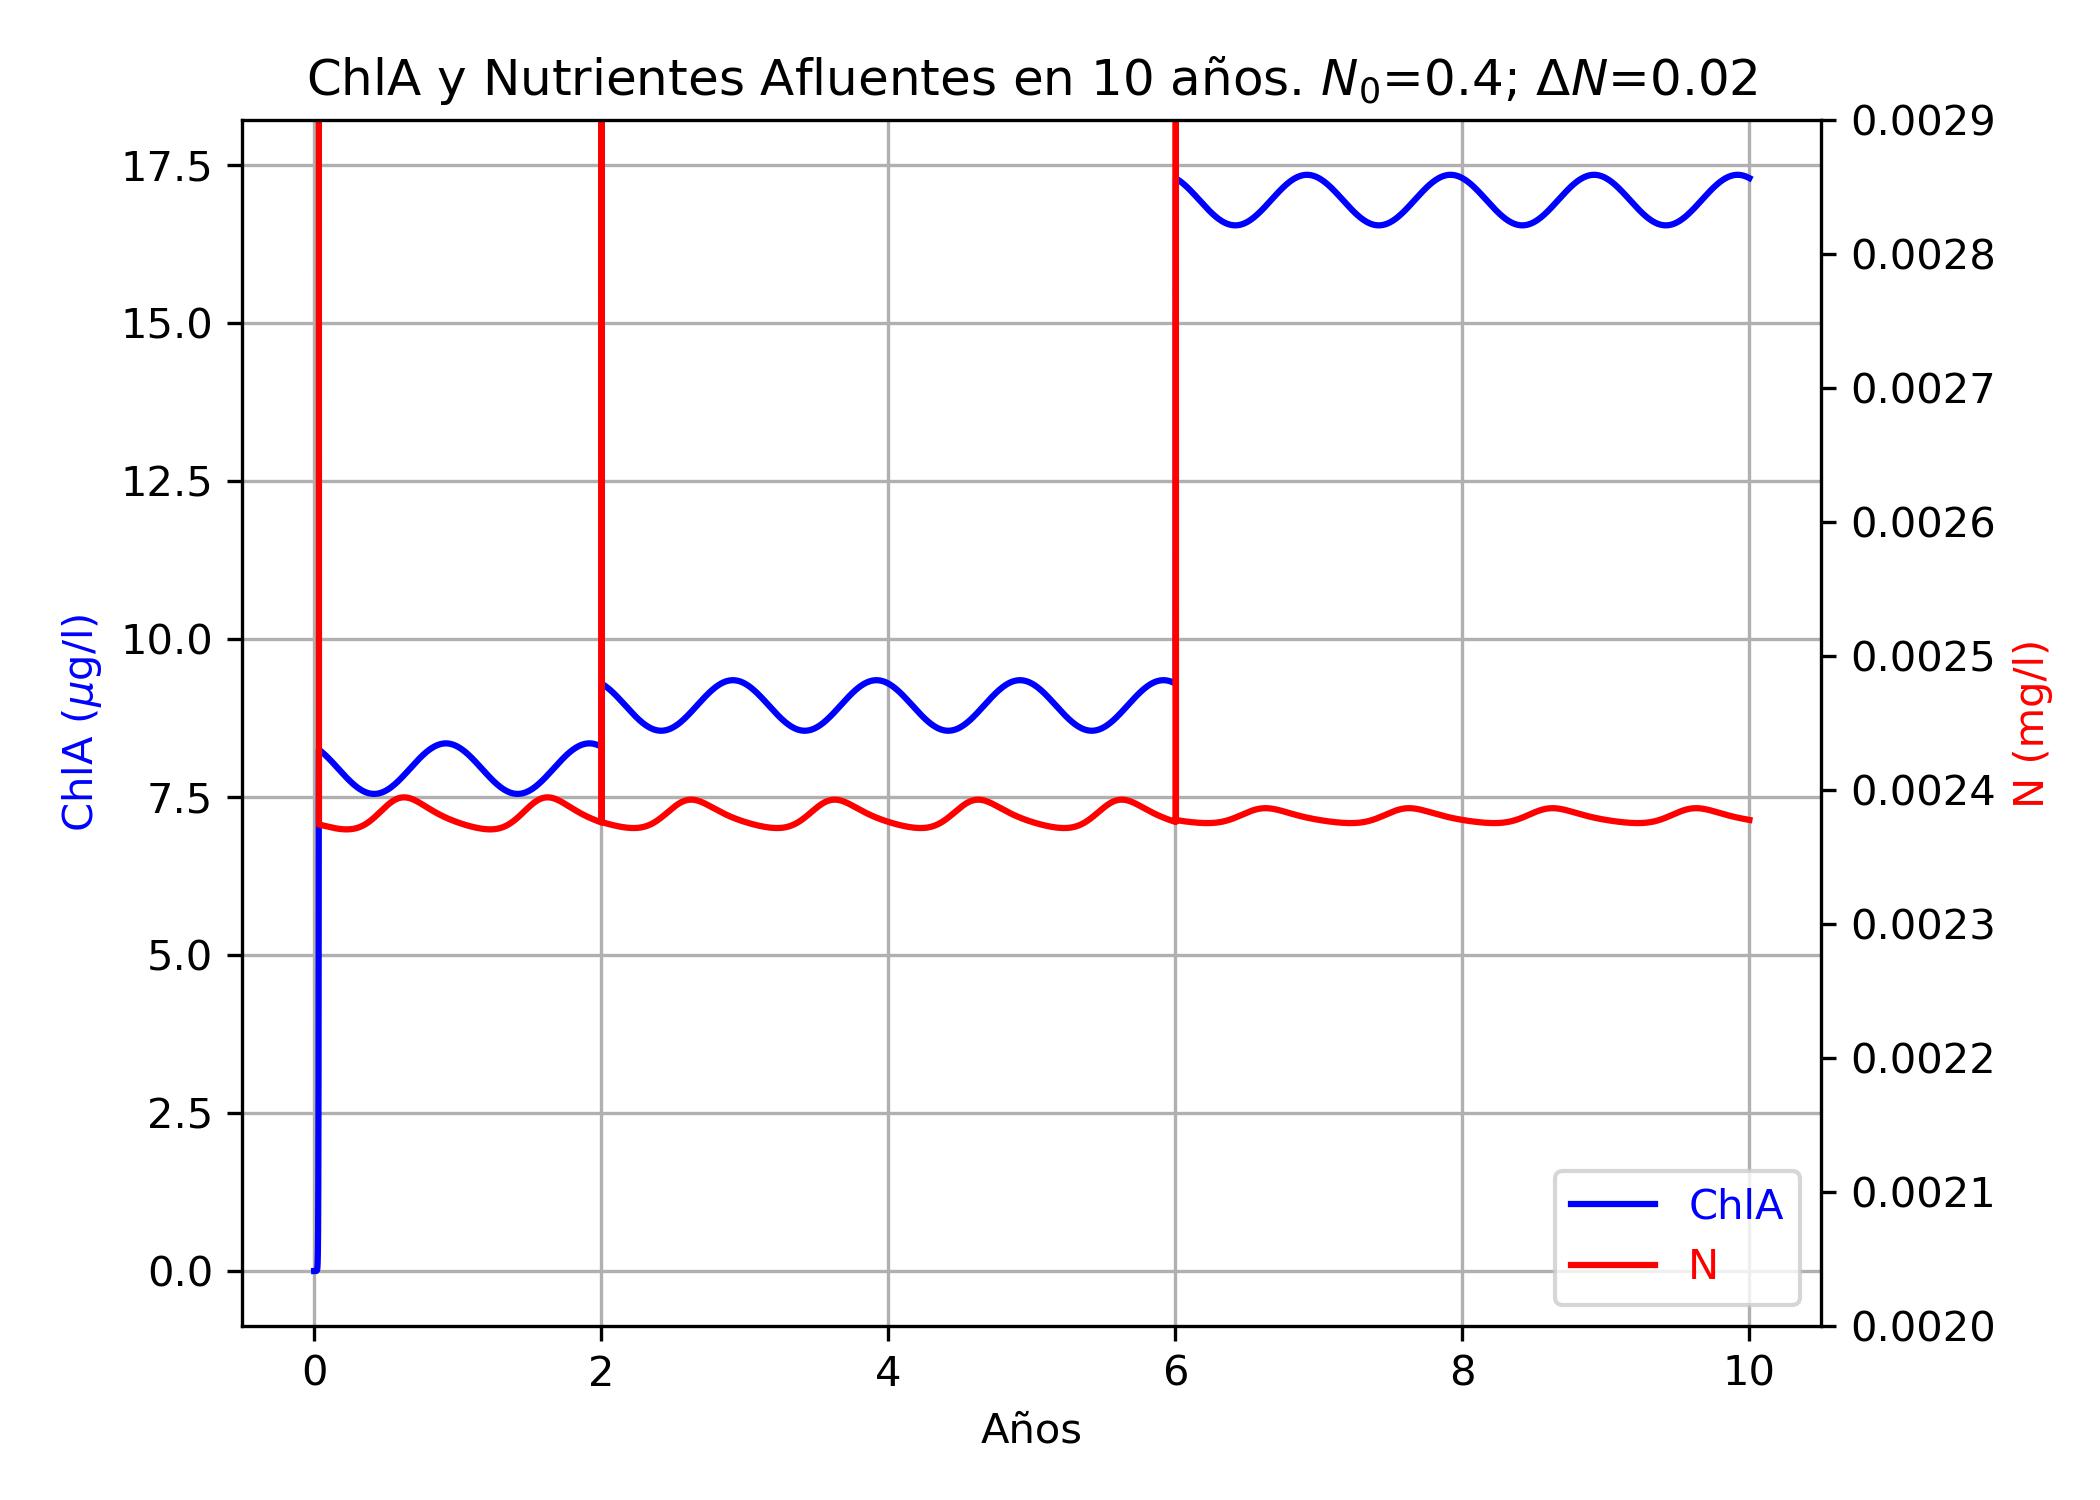 ChlA y Nutrientes Afluentes en 10 años. N₀=0.4; ΔN=0.02
17.5
15.0
12.5
10.0
7.5
5.0
2.5
0.0
ChlA (μg/l)
0.0029
0.0028
0.0027
0.0026
0.0025
0.0024
0.0023
0.0022
0.0021
0.0020
N (mg/l)
ChlA
N
0 2 4 6 8 10
Años